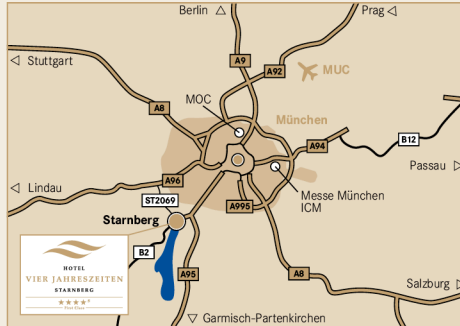 Berlin
Prag
A9
Stuttgart
A92
MUC
MOC
A8
München
A94
B12
Passau
A96
Lindau
ST2069
Messe München
ICM
A995
Starnberg
B2
HOTEL
VIER JAHRESZEITEN
STARNBERG
A95
A8
Salzburg
Garmisch-Partenkirchen